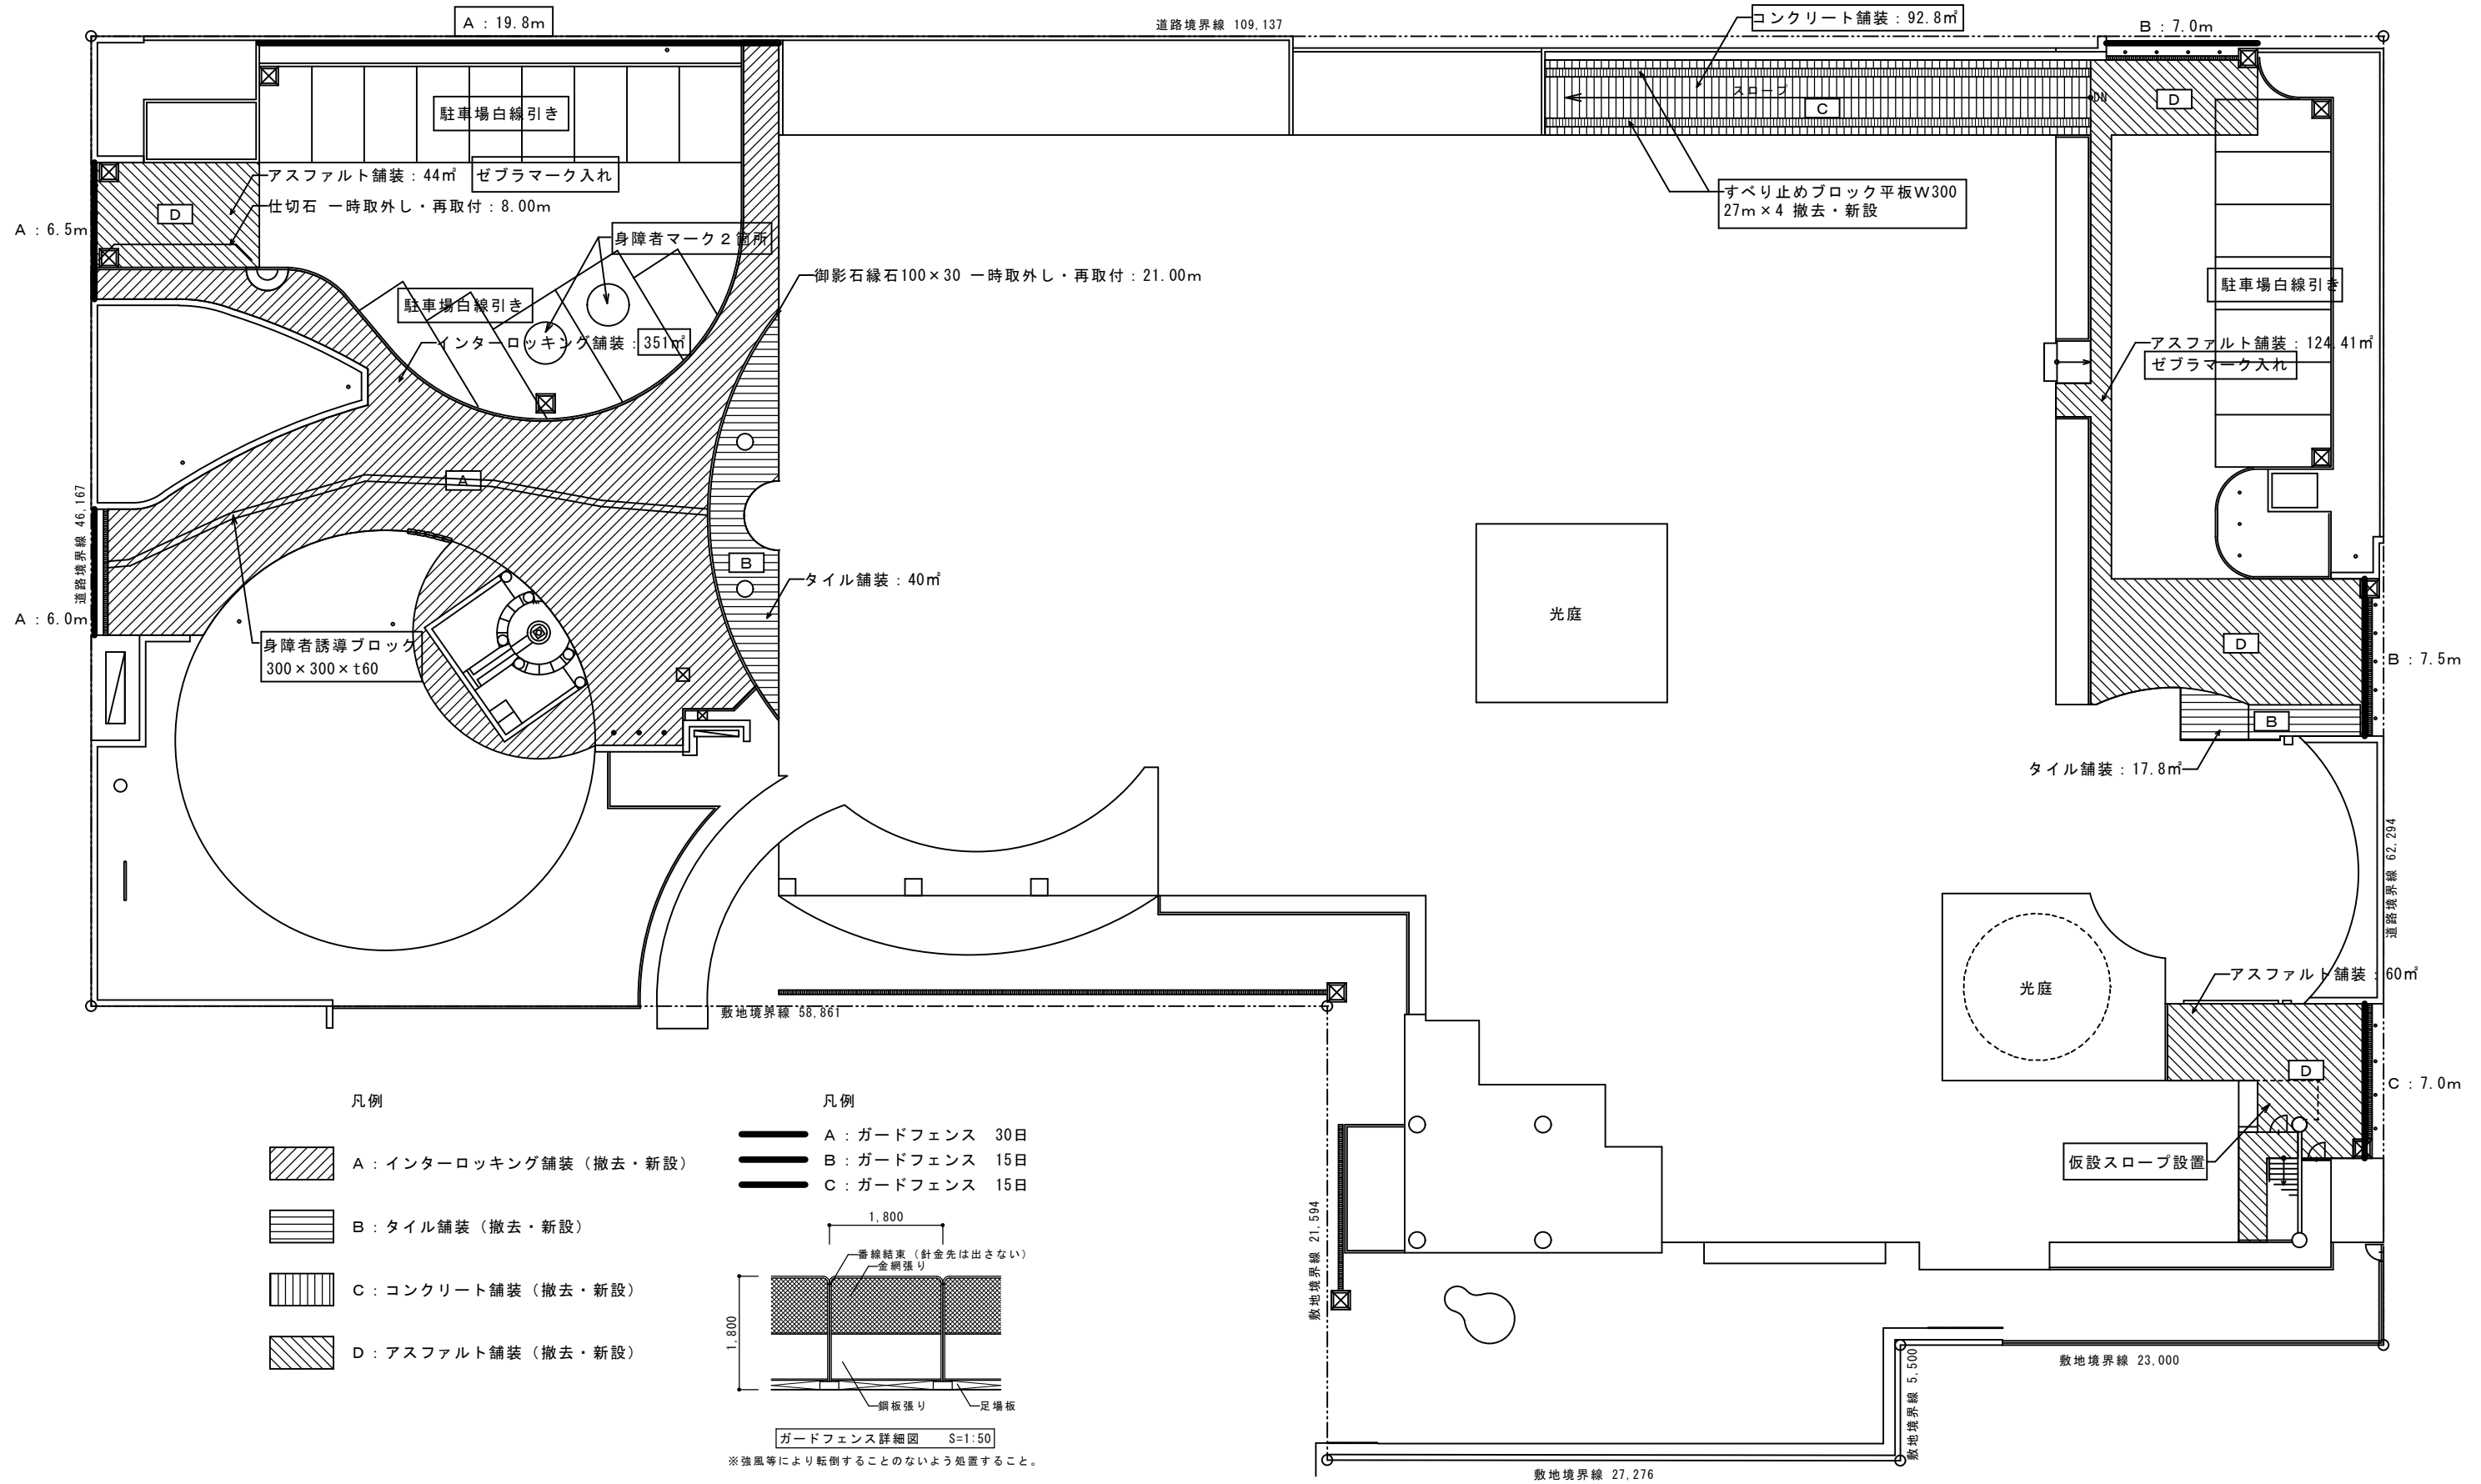 A：19.8m
道路境界線 109,137
コンクリート舗装：92.8㎡
B：7.0m
駐車場白線引き
スロープ
DN
C
D
アスファルト舗装：44㎡
ゼブラマーク入れ
すべり止めブロック平板W300
27m×4 撤去・新設
D
仕切石 一時取外し・再取付：8.00m
A：6.5m
身障者マーク２箇所
御影石縁石100×30 一時取外し・再取付：21.00m
駐車場白線引き
駐車場白線引き
インターロッキング舗装：351㎡
アスファルト舗装：124.41㎡
ゼブラマーク入れ
A
道路境界線 46,167
B
タイル舗装：40㎡
光庭
A：6.0m
身障者誘導ブロック
300×300×t60
D
B：7.5m
B
タイル舗装：17.8㎡
道路境界線 62,294
アスファルト舗装：60㎡
光庭
敷地境界線 58,861
D
C：7.0m
仮設スロープ設置
凡例
A：インターロッキング舗装（撤去・新設）
B：タイル舗装（撤去・新設）
C：コンクリート舗装（撤去・新設）
D：アスファルト舗装（撤去・新設）
凡例
A：ガードフェンス　30日
B：ガードフェンス　15日
C：ガードフェンス　15日
1,800
番線結束（針金先は出さない）
金網張り
1,800
鋼板張り
足場板
ガードフェンス詳細図　S=1:50
※強風等により転倒することのないよう処置すること。
敷地境界線 21,594
敷地境界線 5,500
敷地境界線 23,000
敷地境界線 27,276